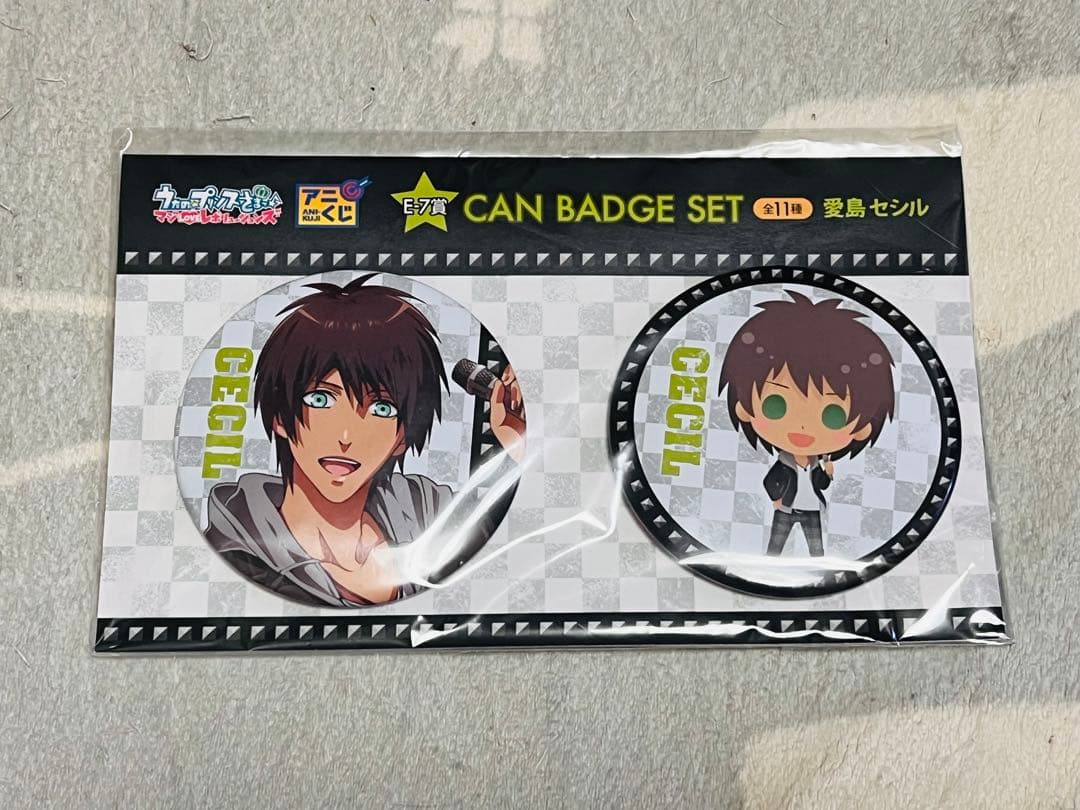 うたの☆プリンスさまっ♪
マジLOVEレボリューションズ
アニくじ
ANI-KUJI
E-7賞
CAN BADGE SET
全11種
愛島セシル
CECIL
CECIL